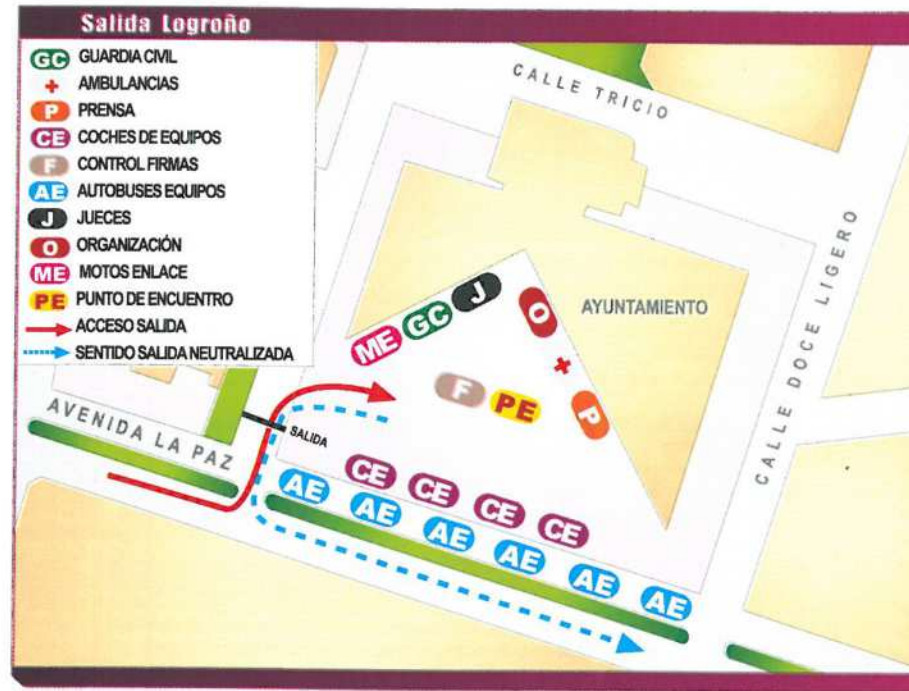 Salida Logroño
GC GUARDIA CIVIL
AMBULANCIAS
P PRENSA
CE COCHES DE EQUIPOS
F CONTROL FIRMAS
AE AUTOBUSES EQUIPOS
J JUECES
O ORGANIZACIÓN
ME MOTOS ENLACE
PE PUNTO DE ENCUENTRO
ACCESO SALIDA
SENTIDO SALIDA NEUTRALIZADA
CALLE TRICIO
CALLE DOCE LIGERO
AYUNTAMIENTO
ME GC J O
P
F PE
AVENIDA LA PAZ
SALIDA
CE CE CE CE
AE AE AE AE AE AE